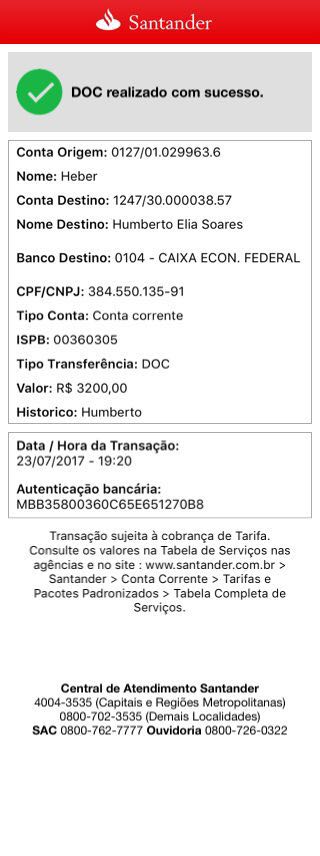 Santander
DOC realizado com sucesso.
Conta Origem: 0127/01.029963.6
Nome: Heber
Conta Destino: 1247/30.000038.57
Nome Destino: Humberto Elia Soares
Banco Destino: 0104 - CAIXA ECON. FEDERAL
CPF/CNPJ: 384.550.135-91
Tipo Conta: Conta corrente
ISPB: 00360305
Tipo Transferência: DOC
Valor: R$ 3200,00
Historico: Humberto
Data / Hora da Transação:
23/07/2017 - 19:20
Autenticação bancária:
MBB35800360C65E651270B8
Transação sujeita à cobrança de Tarifa.
Consulte os valores na Tabela de Serviços nas
agências e no site : www.santander.com.br >
Santander > Conta Corrente > Tarifas e
Pacotes Padronizados > Tabela Completa de
Serviços.
Central de Atendimento Santander
4004-3535 (Capitais e Regiões Metropolitanas)
0800-702-3535 (Demais Localidades)
SAC 0800-762-7777 Ouvidoria 0800-726-0322